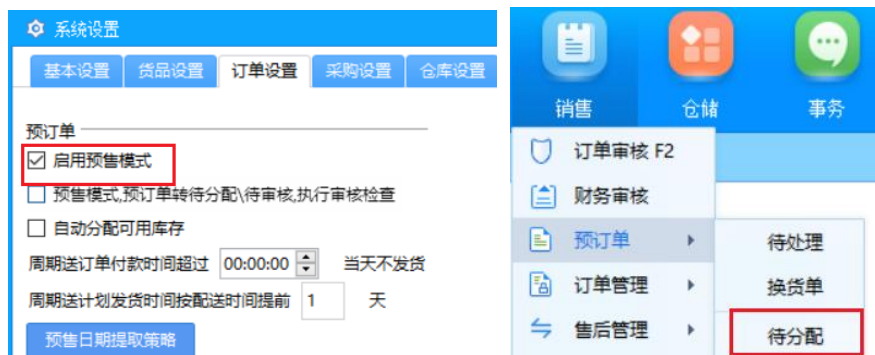 系统设置
基本设置 货品设置 订单设置 采购设置 仓库设置
预订单
启用预售模式
预售模式,预订单转待分配\待审核,执行审核检查
自动分配可用库存
周期送订单付款时间超过 00:00:00 当天不发货
周期送计划发货时间按配送时间提前 1 天
预售日期提取策略
销售 仓储 事务
订单审核 F2
财务审核
预订单
订单管理
售后管理
待处理
换货单
待分配